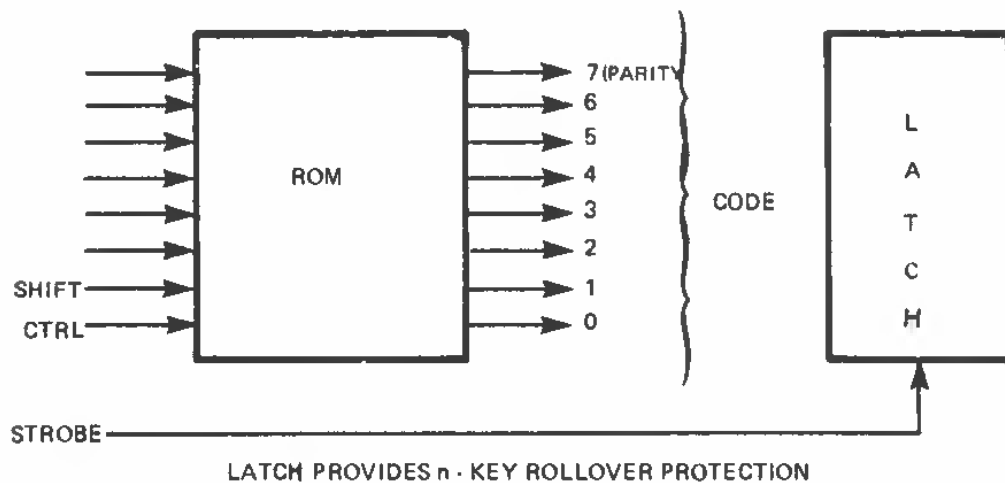 7 (PARITY
6
5
ROM
4
3
CODE
2
SHIFT
1
CTRL
0
L
A
T
C
H
STROBE
LATCH PROVIDES n - KEY ROLLOVER PROTECTION